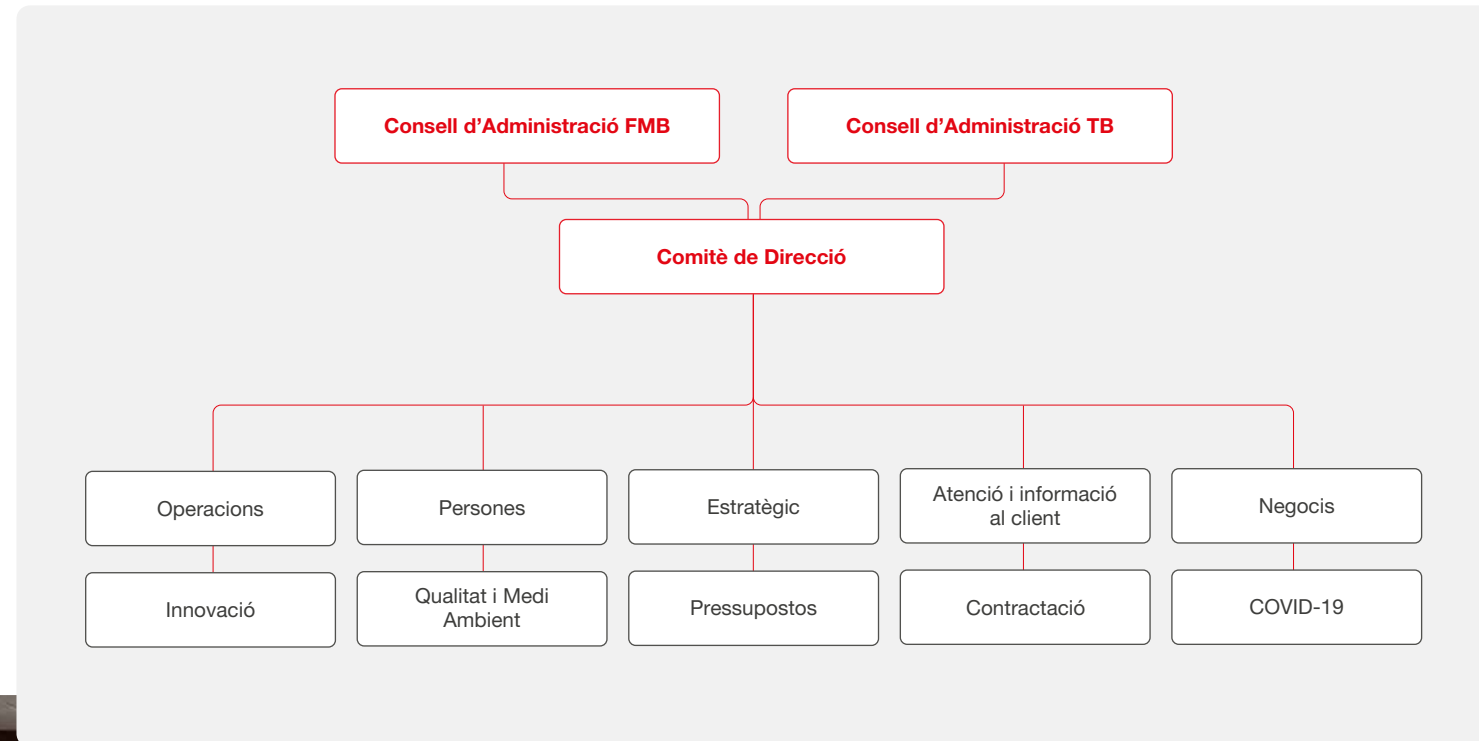 Consell d’Administració FMB
Consell d’Administració TB
Comitè de Direcció
Operacions
Persones
Estratègic
Atenció i informació
al client
Negocis
Innovació
Qualitat i Medi
Ambient
Pressupostos
Contractació
COVID-19